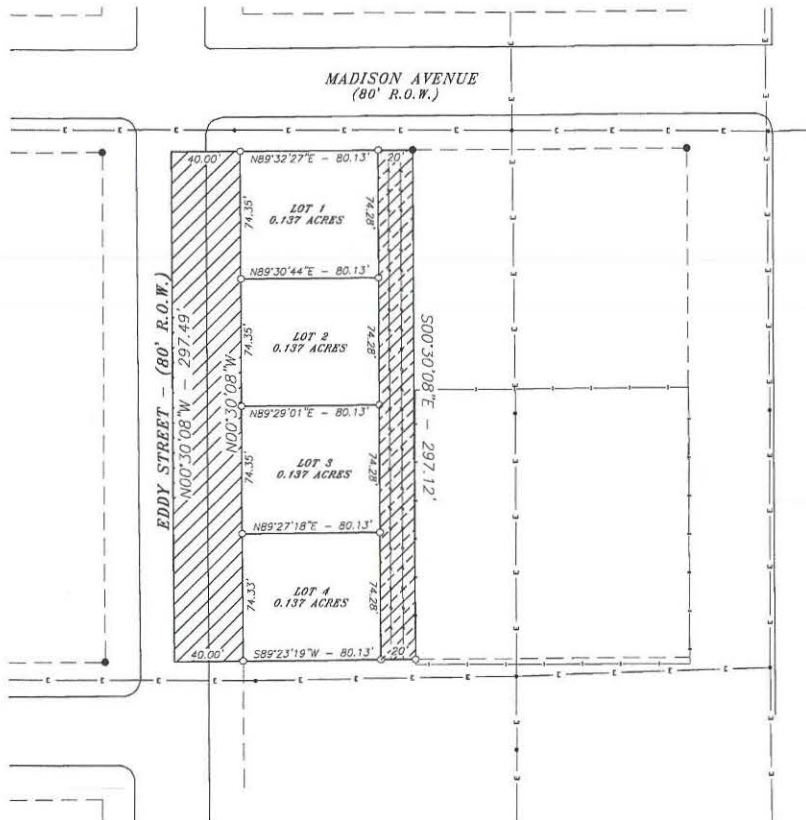 MADISON AVENUE
(80' R.O.W.)
40.00'
N89°32'27"E - 80.13'
20'
74.35'
LOT 1
0.137 ACRES
74.28'
N89°30'44"E - 80.13'
74.35'
LOT 2
0.137 ACRES
74.28'
N89°29'01"E - 80.13'
74.35'
LOT 3
0.137 ACRES
74.28'
N89°27'18"E - 80.13'
74.33'
LOT 4
0.137 ACRES
74.28'
40.00'
S89°23'19"W - 80.13'
20'
EDDY STREET - (80' R.O.W.)
N00°30'08"W - 297.49'
N00°30'08"W
S00°30'08"E - 297.12'